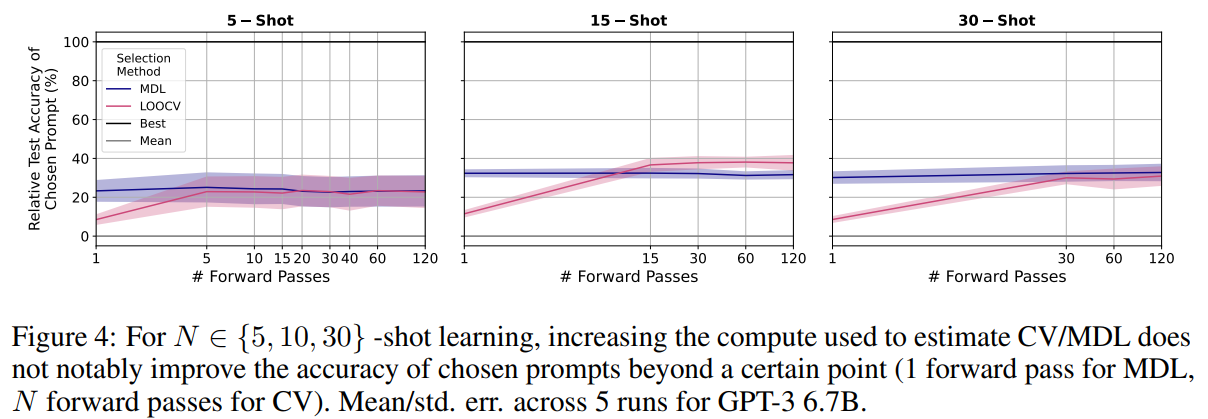 5 – Shot
15 – Shot
30 – Shot
Relative Test Accuracy of
Chosen Prompt (%)
100
80
60
40
20
0
Selection
Method
MDL
LOOCV
Best
Mean
1 5 10 15 20 30 40 60 120
1 15 30 60 120
1 30 60 120
# Forward Passes
# Forward Passes
# Forward Passes
Figure 4: For N ∈ {5, 10, 30} -shot learning, increasing the compute used to estimate CV/MDL does
not notably improve the accuracy of chosen prompts beyond a certain point (1 forward pass for MDL,
N forward passes for CV). Mean/std. err. across 5 runs for GPT-3 6.7B.